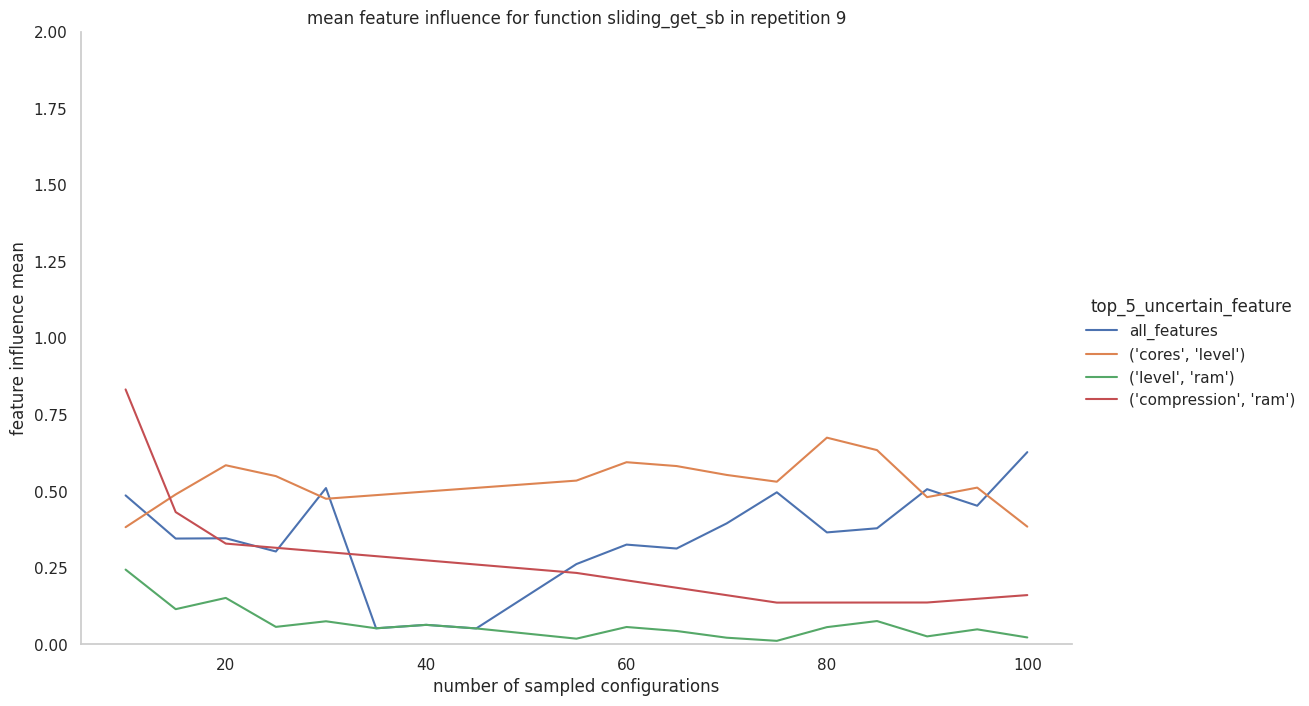 mean feature influence for function sliding_get_sb in repetition 9
2.00
1.75
1.50
1.25
1.00
0.75
0.50
0.25
0.00
feature influence mean
20 40 60 80 100
number of sampled configurations
top_5_uncertain_feature
all_features
('cores', 'level')
('level', 'ram')
('compression', 'ram')